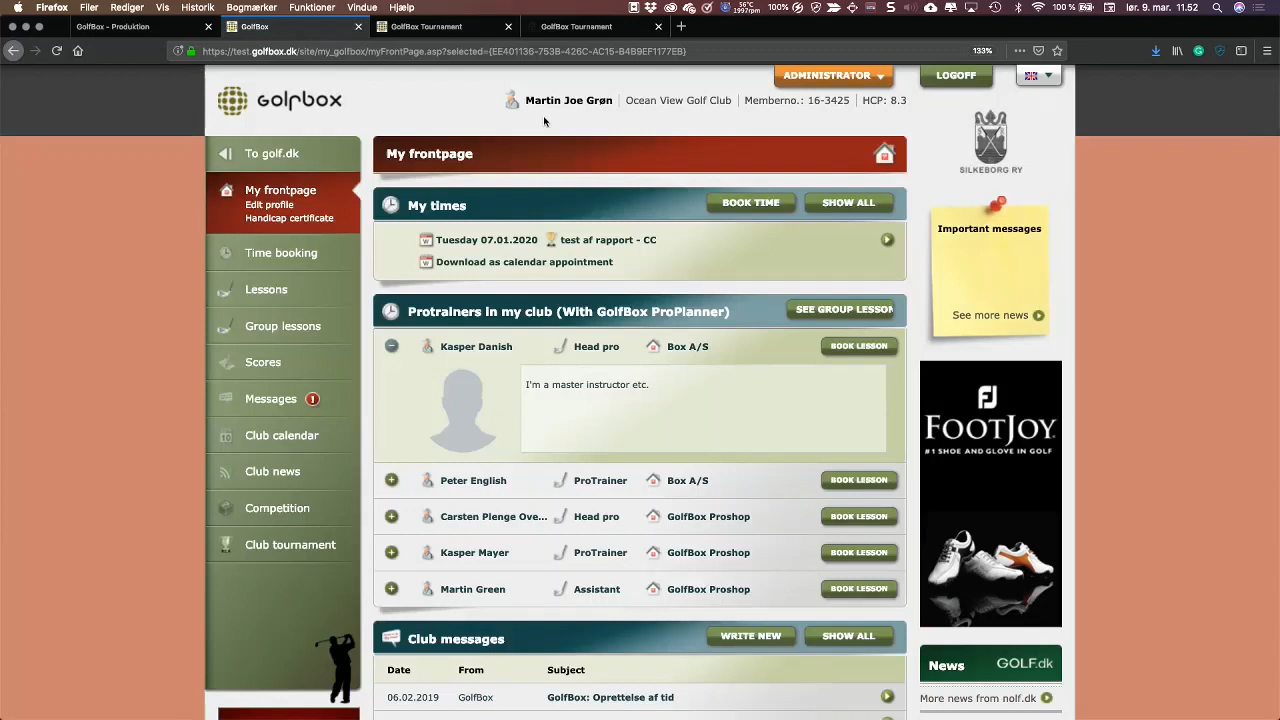 Firefox Arkiv Rediger Vis Historik Bogmærker Funktioner Vindue Hjælp 100% Ons. 8. jan. 11.52
GolfBox - Produktion GolfBox GolfBox Tournament GolfBox Tournament
https://test.golfbox.dk/site/my_golfbox/myFrontPage.asp?selected={EE401136-753B-426C-AC15-B4B9EF1177EB} 133%
ADMINISTRATOR LOGOFF
GOLFBOX
Martin Joe Grøn Ocean View Golf Club Memberno.: 16-3425 HCP: 8.3
SILKEBORG RY
To golf.dk
My frontpage
Edit profile
Handicap certificate
Time booking
Lessons
Group lessons
Scores
Messages 1
Club calendar
Club news
Competition
Club tournament
My frontpage
My times BOOK TIME SHOW ALL
Tuesday 07.01.2020 test af rapport - CC
Download as calendar appointment
Protrainers in my club (With GolfBox ProPlanner) SEE GROUP LESSON
Kasper Danish Head pro Box A/S BOOK LESSON
I'm a master instructor etc.
Peter English ProTrainer Box A/S BOOK LESSON
Carsten Plenge Ove... Head pro GolfBox Proshop BOOK LESSON
Kasper Mayer ProTrainer GolfBox Proshop BOOK LESSON
Martin Green Assistant GolfBox Proshop BOOK LESSON
Club messages WRITE NEW SHOW ALL
Date From Subject
06.02.2019 GolfBox GolfBox: Oprettelse af tid
Important messages
See more news
FJ
FOOTJOY
#1 SHOE AND GLOVE IN GOLF
News GOLF.dk
More news from nolf.dk